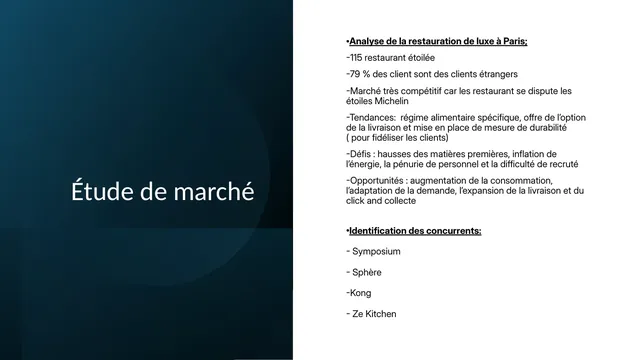 Étude de marché
•Analyse de la restauration de luxe à Paris;
-115 restaurant étoilée
-79 % des client sont des clients étrangers
-Marché très compétitif car les restaurant se dispute les
étoiles Michelin
-Tendances:  régime alimentaire spécifique, offre de l’option
de la livraison et mise en place de mesure de durabilité
( pour fidéliser les clients)
-Défis : hausses des matières premières, inflation de
l’énergie, la pénurie de personnel et la difficulté de recruté
-Opportunités : augmentation de la consommation,
l’adaptation de la demande, l’expansion de la livraison et du
click and collecte
•Identification des concurrents:
- Symposium
- Sphère
-Kong
- Ze Kitchen